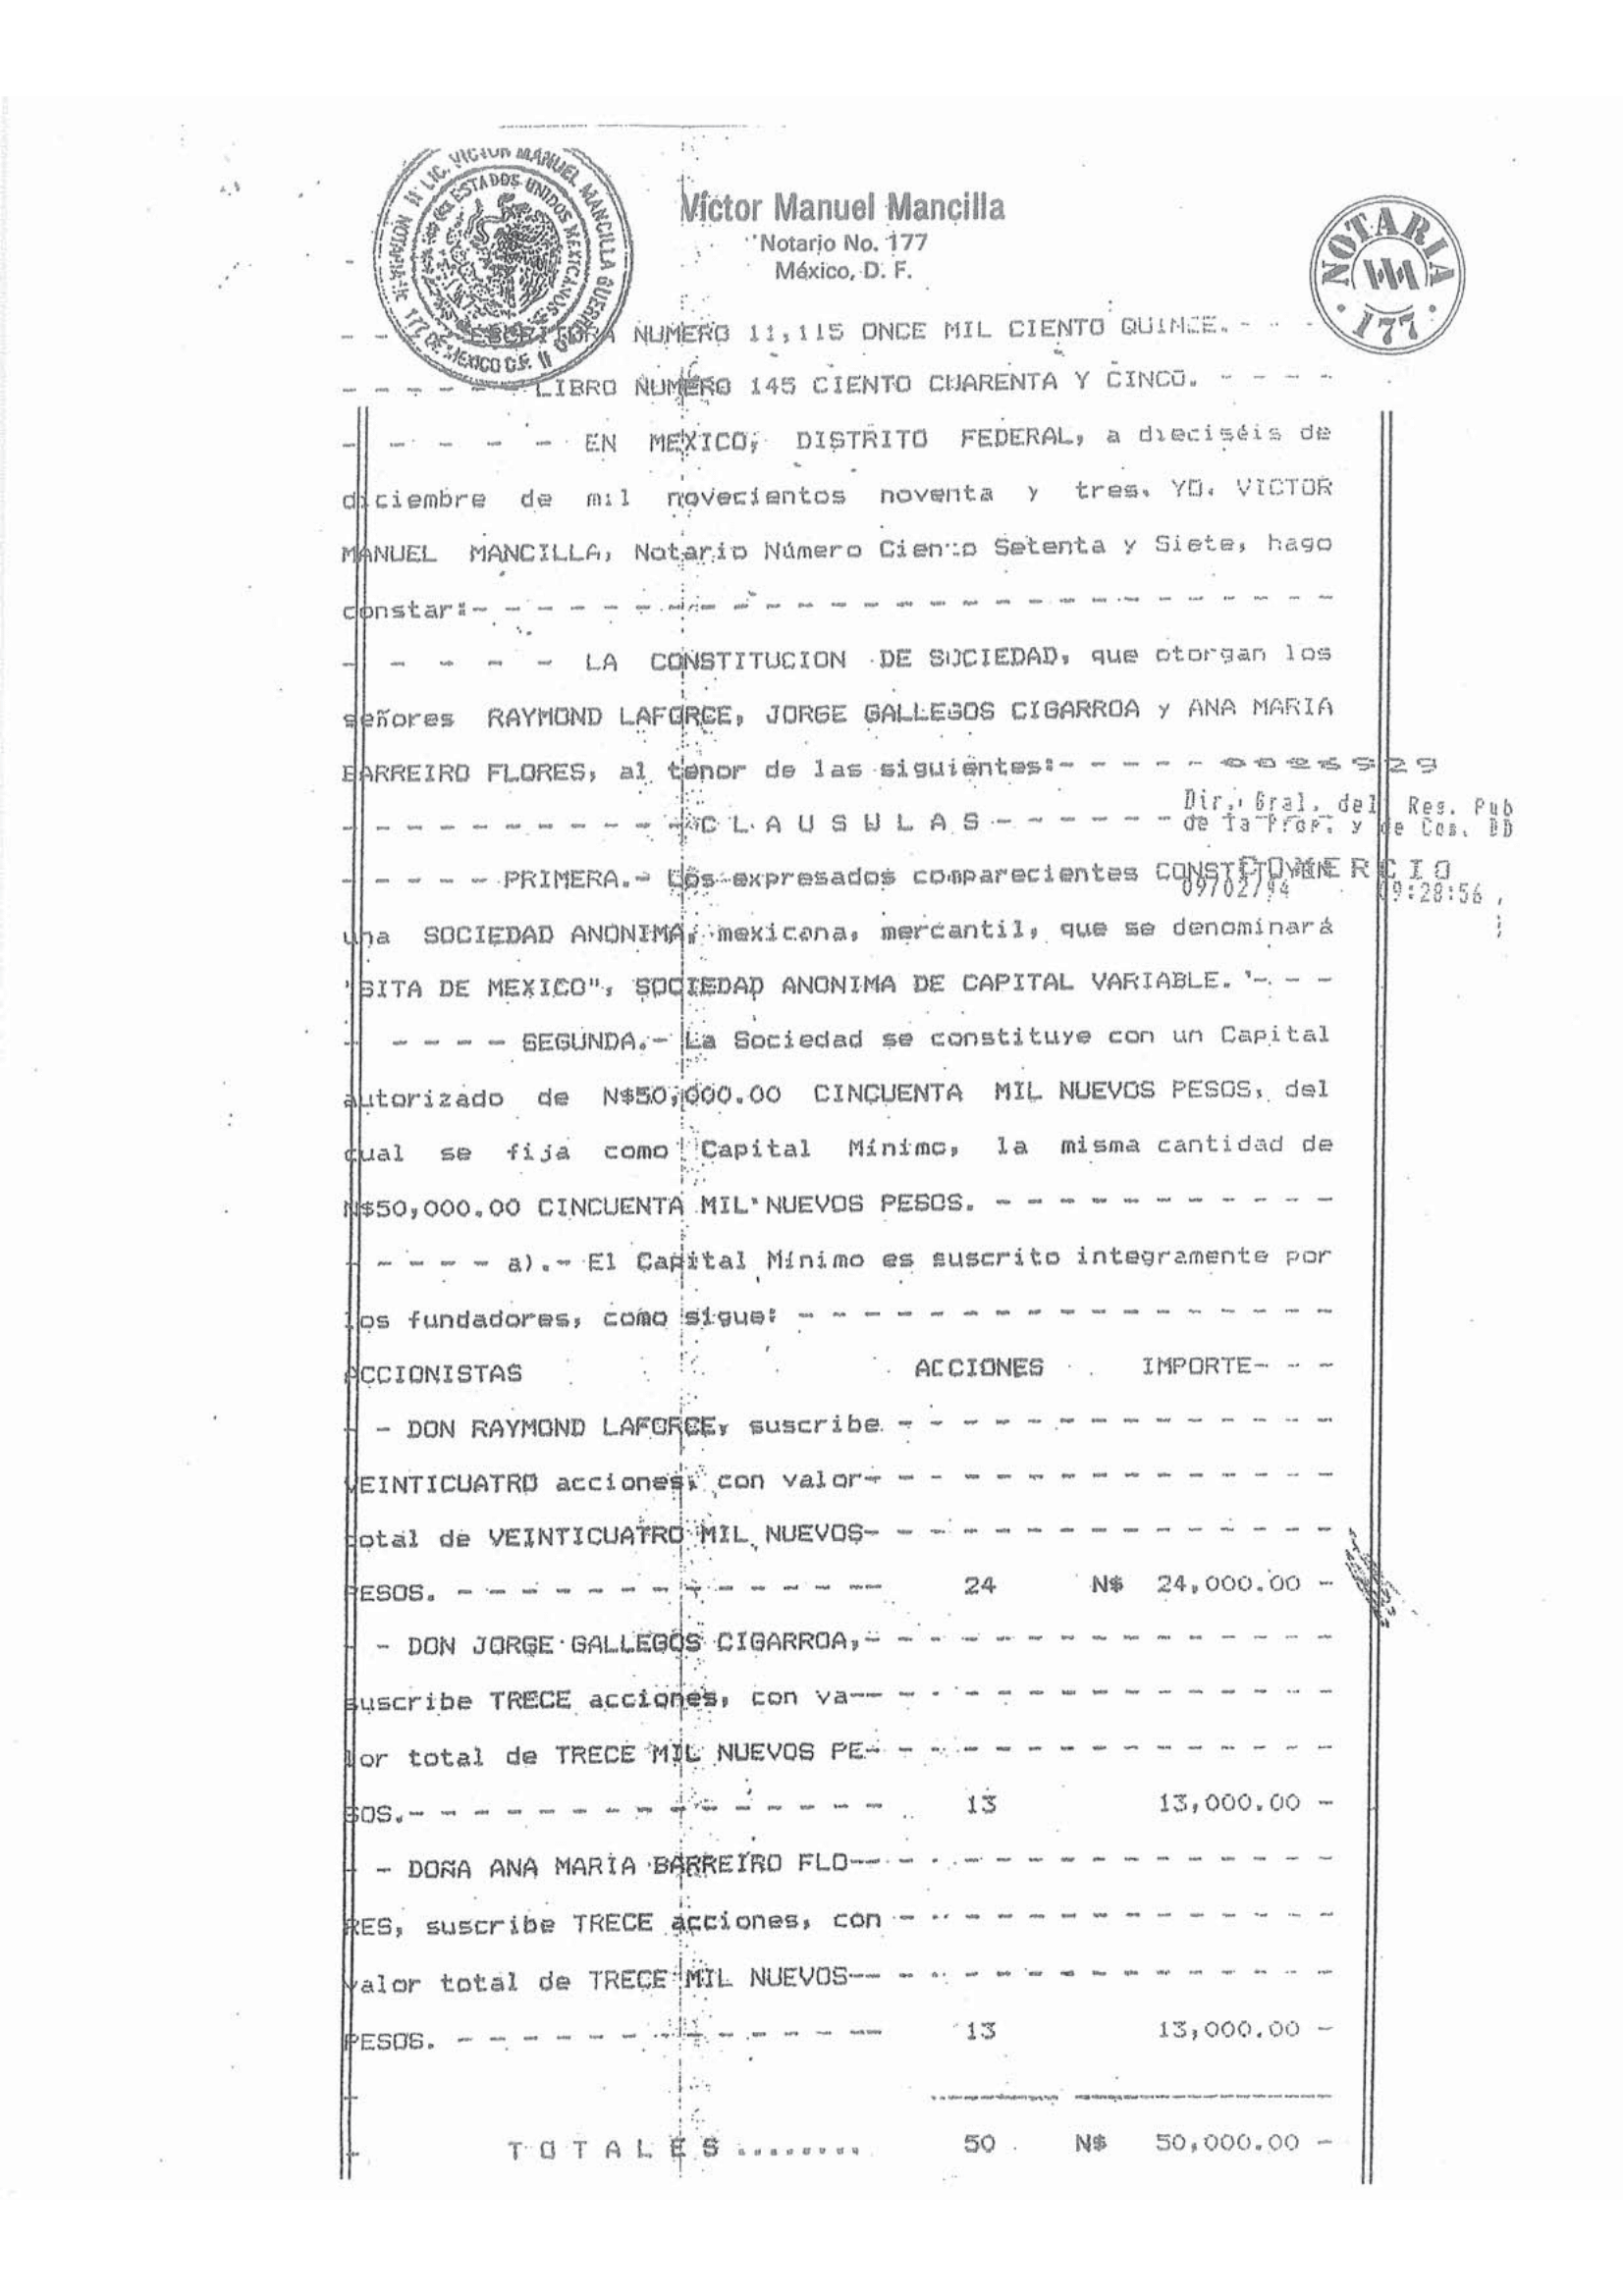 Víctor Manuel Mancilla
Notario No. 177
México, D. F.
NOTARIA
177
LIC. VICTOR MANUEL MANCILLA GUERRERO
ESTADOS UNIDOS MEXICANOS
177 DE MEXICO D.F.
- - ESCRITURA NUMERO 11,115 ONCE MIL CIENTO QUINCE. - - -
- - - - - - LIBRO NUMERO 145 CIENTO CUARENTA Y CINCO. - - - -
- - - - - - - EN MEXICO, DISTRITO FEDERAL, a dieciséis de
diciembre de mil novecientos noventa y tres. YO. VICTOR
MANUEL MANCILLA, Notario Número Ciento Setenta y Siete, hago
constar:- - - - - - - - - - - - - - - - - - - - - - - - - - -
- - - - - - - LA CONSTITUCION DE SOCIEDAD, que otorgan los
señores RAYMOND LAFORCE, JORGE GALLEGOS CIGARROA y ANA MARIA
BARREIRO FLORES, al tenor de las siguientes:- - - - -
Dir. Gral. del Reg. Pub
de la Prop. y de Com. DD
- - - - - - - - - - - C L A U S U L A S - - - - - -
COMERCIO
09/02/94 09:28:56
- - - - - PRIMERA.- Los expresados comparecientes CONSTITUYEN
una SOCIEDAD ANONIMA, mexicana, mercantil, que se denominará
"SITA DE MEXICO", SOCIEDAD ANONIMA DE CAPITAL VARIABLE. - - -
- - - - - SEGUNDA.- La Sociedad se constituye con un Capital
autorizado de N$50,000.00 CINCUENTA MIL NUEVOS PESOS, del
cual se fija como Capital Mínimo, la misma cantidad de
N$50,000.00 CINCUENTA MIL NUEVOS PESOS. - - - - - - - - - - -
- - - - - a).- El Capital Mínimo es suscrito integramente por
los fundadores, como sigue: - - - - - - - - - - - - - - - - -
ACCIONISTAS ACCIONES IMPORTE- - -
- - DON RAYMOND LAFORCE, suscribe - - - - - - - - - - - - - -
VEINTICUATRO acciones, con valor- - - - - - - - - - - - - - -
total de VEINTICUATRO MIL NUEVOS- - - - - - - - - - - - - - -
PESOS. - - - - - - - - - - - - - - 24 N$ 24,000.00 -
- - DON JORGE GALLEGOS CIGARROA,- - - - - - - - - - - - - - -
suscribe TRECE acciones, con va-- - - - - - - - - - - - - - -
lor total de TRECE MIL NUEVOS PE- - - - - - - - - - - - - - -
SOS.- - - - - - - - - - - - - - - 13 13,000.00 -
- - DOÑA ANA MARIA BARREIRO FLO-- - - - - - - - - - - - - - -
RES, suscribe TRECE acciones, con - - - - - - - - - - - - - -
valor total de TRECE MIL NUEVOS-- - - - - - - - - - - - - - -
PESOS. - - - - - - - - - - - - - - 13 13,000.00 -
T O T A L E S ........ 50 N$ 50,000.00 -